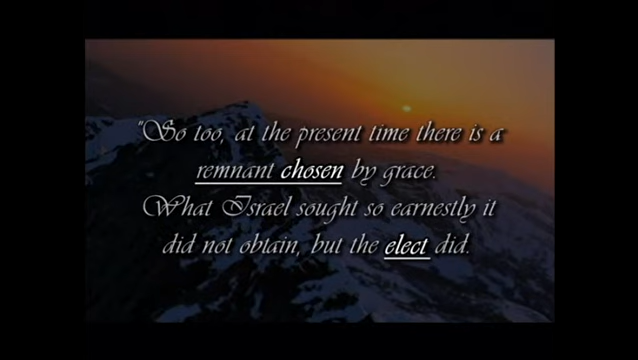 "So too, at the present time there is a
remnant chosen by grace.
What Israel sought so earnestly it
did not obtain, but the elect did.